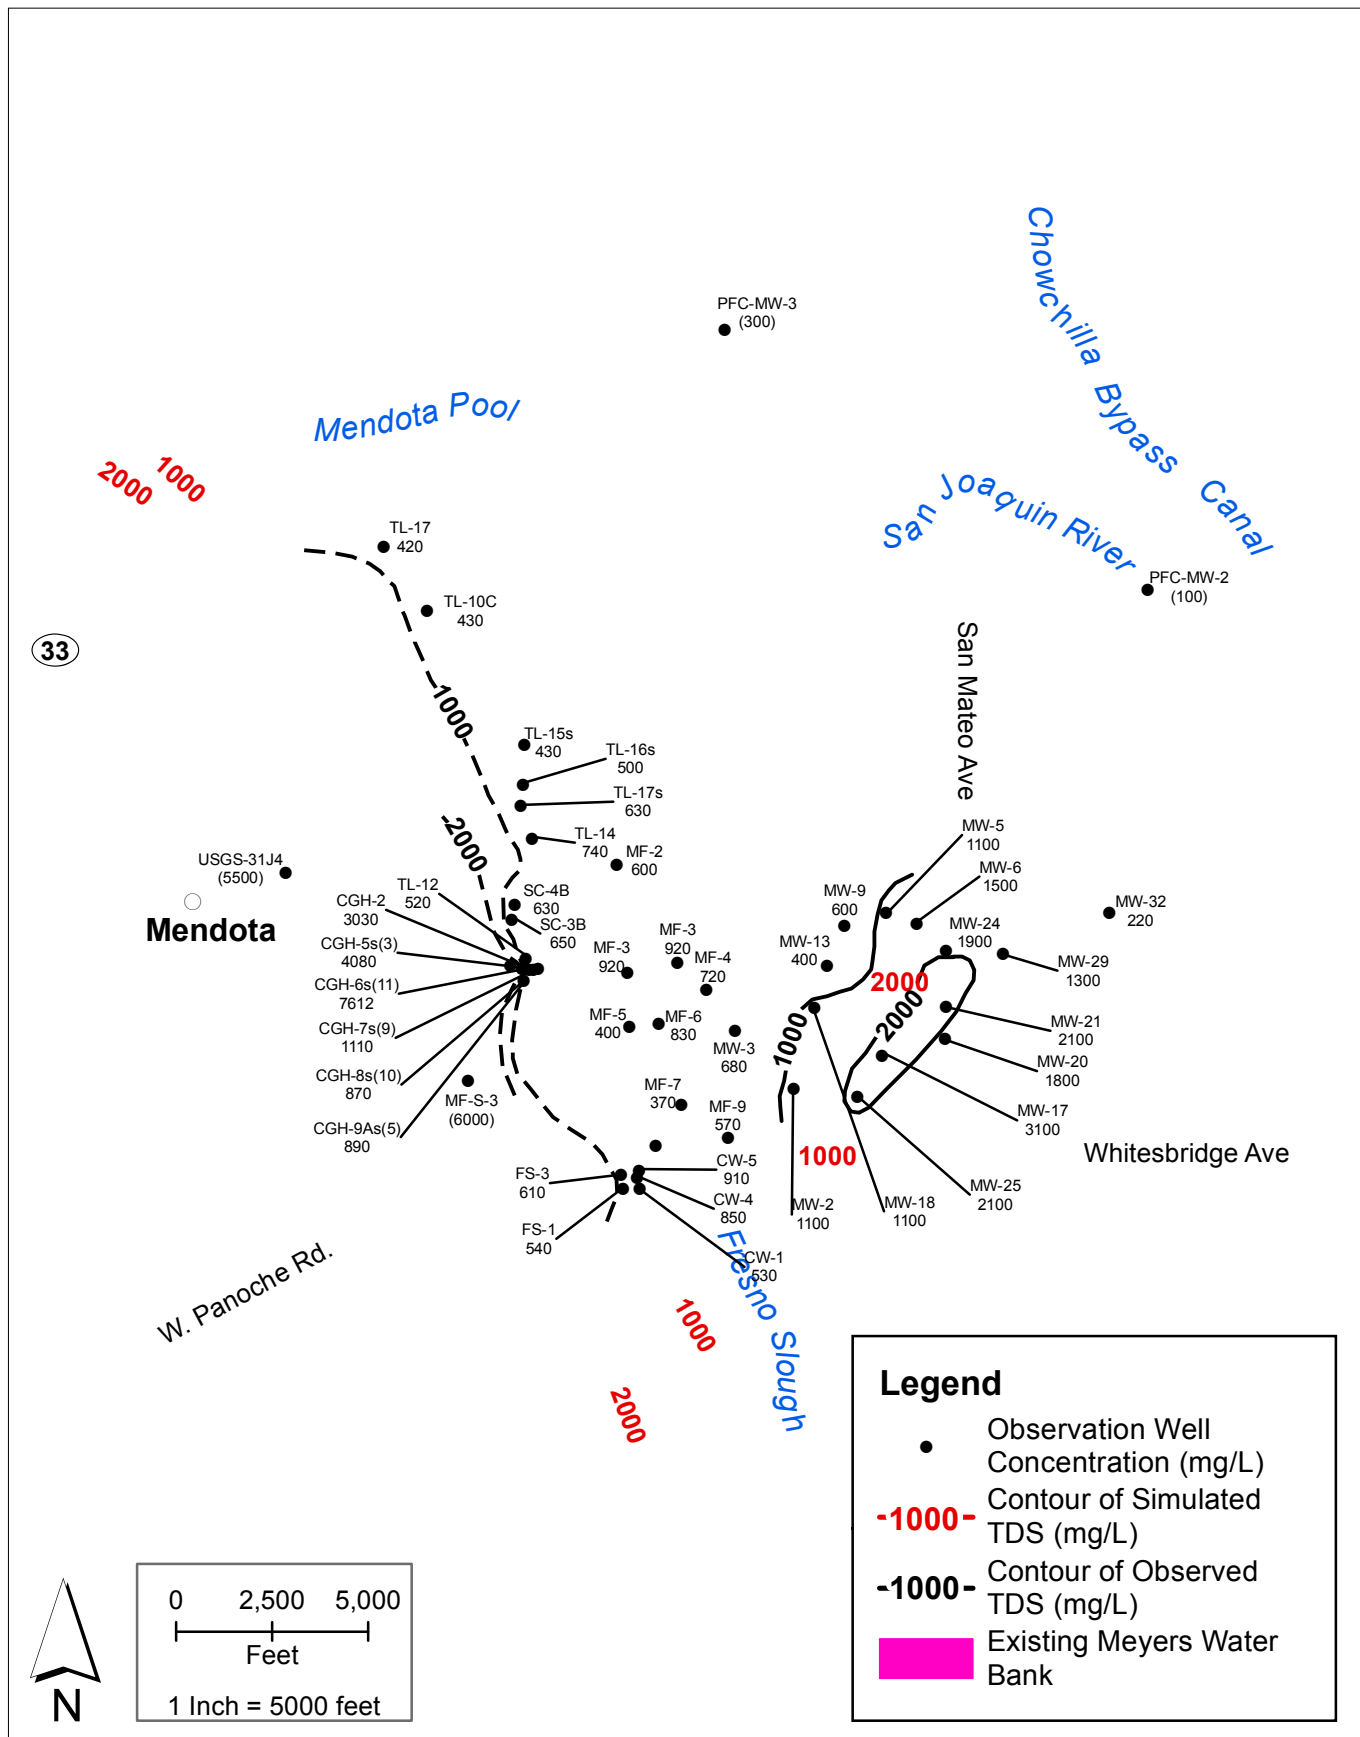 Chowchilla Bypass Canal
PFC-MW-3
(300)
Mendota Pool
2000
1000
San Joaquin River
TL-17
420
PFC-MW-2
(100)
TL-10C
430
33
San Mateo Ave
1000
TL-15s
430
TL-16s
500
TL-17s
630
2000
TL-14
740
MF-2
600
MW-5
1100
USGS-31J4
(5500)
MW-6
1500
TL-12
520
CGH-2
3030
SC-4B
630
MW-9
600
MW-32
220
Mendota
SC-3B
650
MW-24
1900
CGH-5s(3)
4080
MF-3
920
MF-3
920
MF-4
720
MW-13
400
MW-29
1300
2000
CGH-6s(11)
7612
2000
CGH-7s(9)
1110
MF-5
400
MF-6
830
MW-3
680
1000
MW-21
2100
MW-20
1800
CGH-8s(10)
870
MF-S-3
(6000)
MF-7
370
MW-17
3100
CGH-9As(5)
890
MF-9
570
1000
Whitesbridge Ave
FS-3
610
CW-5
910
CW-4
850
MW-2
1100
MW-18
1100
MW-25
2100
FS-1
540
CW-1
530
W. Panoche Rd.
Fresno Slough
1000
2000
Legend
Observation Well
Concentration (mg/L)
1000
Contour of Simulated
TDS (mg/L)
1000
Contour of Observed
TDS (mg/L)
Existing Meyers Water
Bank
N
0 2,500 5,000
Feet
1 Inch = 5000 feet